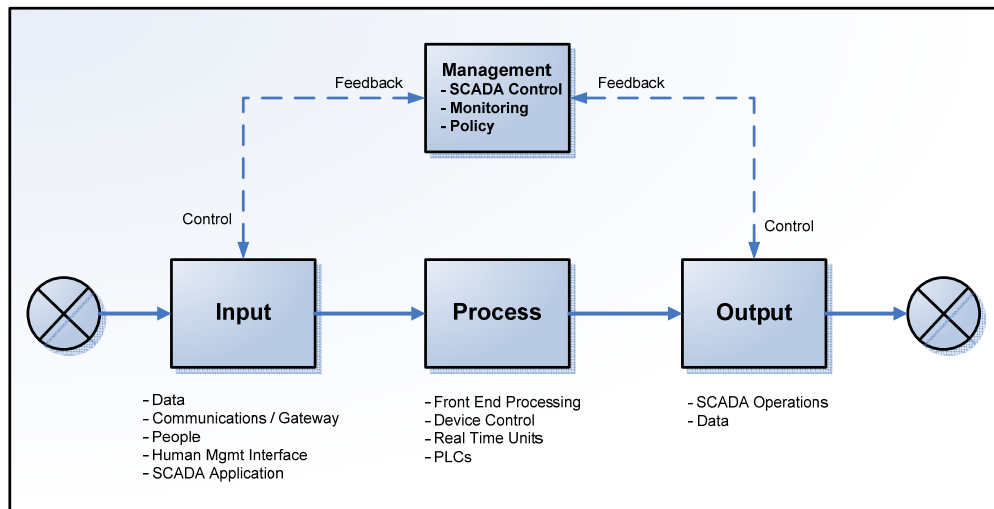 Management
- SCADA Control
- Monitoring
- Policy
Feedback
Feedback
Control
Control
Input
Process
Output
- Data
- Communications / Gateway
- People
- Human Mgmt Interface
- SCADA Application
- Front End Processing
- Device Control
- Real Time Units
- PLCs
- SCADA Operations
- Data